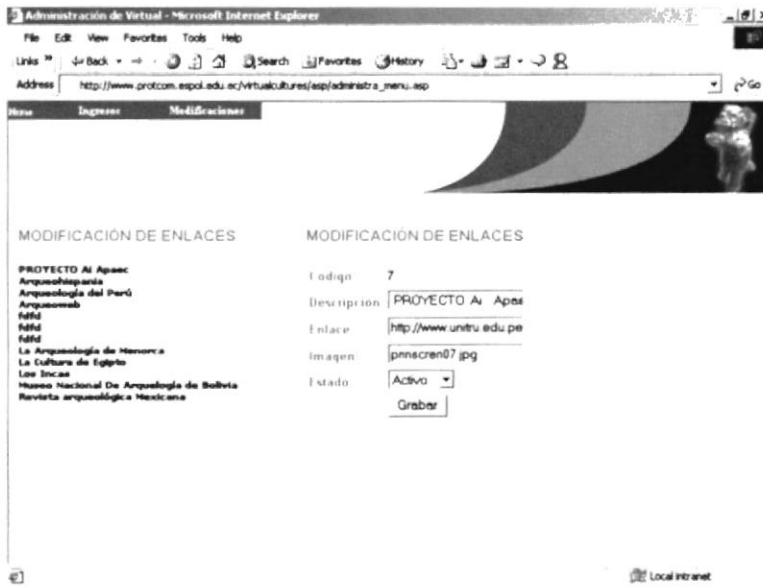 Administración de Virtual - Microsoft Internet Explorer
File Edit View Favorites Tools Help
Links » Back Search Favorites History
Address http://www.protcom.espol.edu.ec/virtualcultures/asp/administra_menu.asp Go
Home Ingresos Modificaciones
MODIFICACIÓN DE ENLACES
PROYECTO Ai Apaec
Arqueohispania
Arqueología del Perú
Arqueoweb
fdfd
fdfd
fdfd
La Arqueología de Menorca
La Cultura de Egipto
Los Incas
Museo Nacional De Arquelogía de Bolivia
Revista arqueológica Mexicana
MODIFICACIÓN DE ENLACES
Codigo 7
Descripcion PROYECTO Ai Apae
Enlace http://www.unitru.edu.pe
Imagen
Estado Activo
Grabar
Local intranet